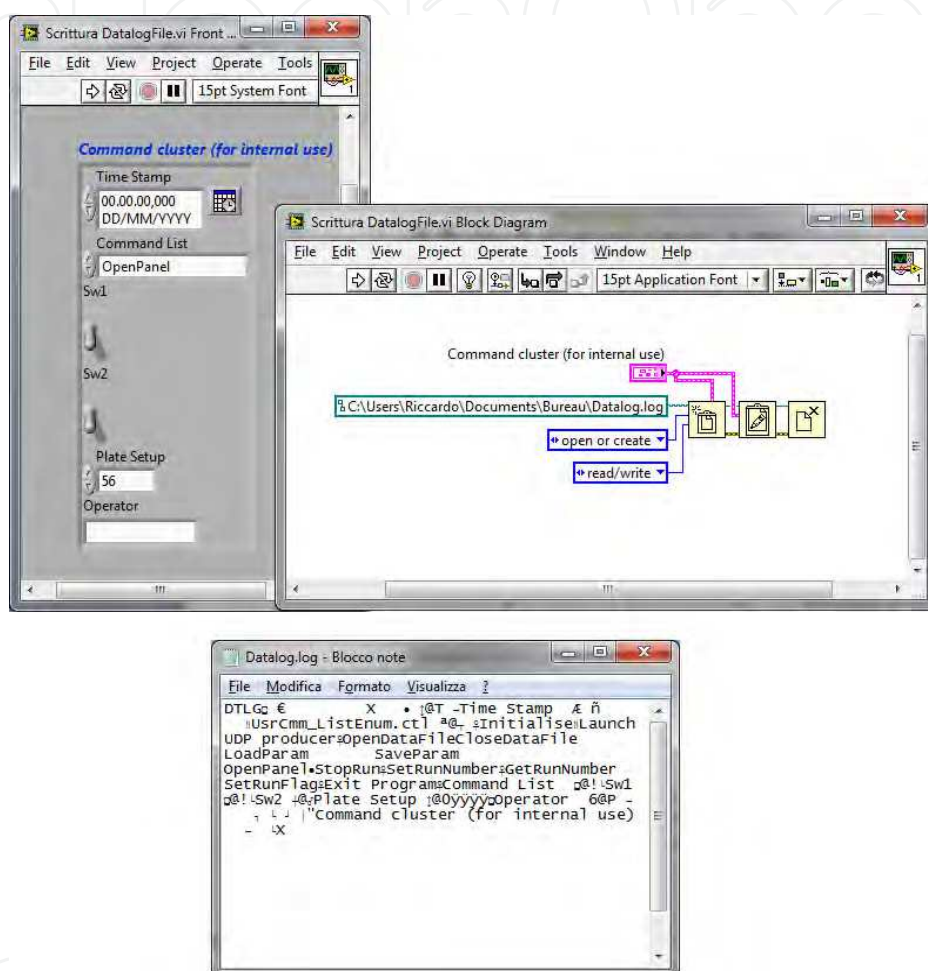 Scrittura DatalogFile.vi Front ...
File Edit View Project Operate Tools
15pt System Font
1
Command cluster (for internal use)
Time Stamp
00.00.00,000
DD/MM/YYYY
Command List
OpenPanel
Sw1
Sw2
Plate Setup
56
Operator
Scrittura DatalogFile.vi Block Diagram
File Edit View Project Operate Tools Window Help
15pt Application Font
1
Command cluster (for internal use)
C:\Users\Riccardo\Documents\Bureau\Datalog.log
open or create
read/write
Datalog.log - Blocco note
File Modifica Formato Visualizza ?
DTLG € X • @T -Time Stamp Æ ñ
UsrCmm_ListEnum.ctl ª@ Initialise Launch
UDP producer OpenDataFile CloseDataFile
LoadParam SaveParam
OpenPanel•StopRun SetRunNumber GetRunNumber
SetRunFlag Exit Program Command List @! Sw1
@! Sw2 @ Plate Setup @0ÿÿÿÿ Operator 6@P -
"Command cluster (for internal use)
- X